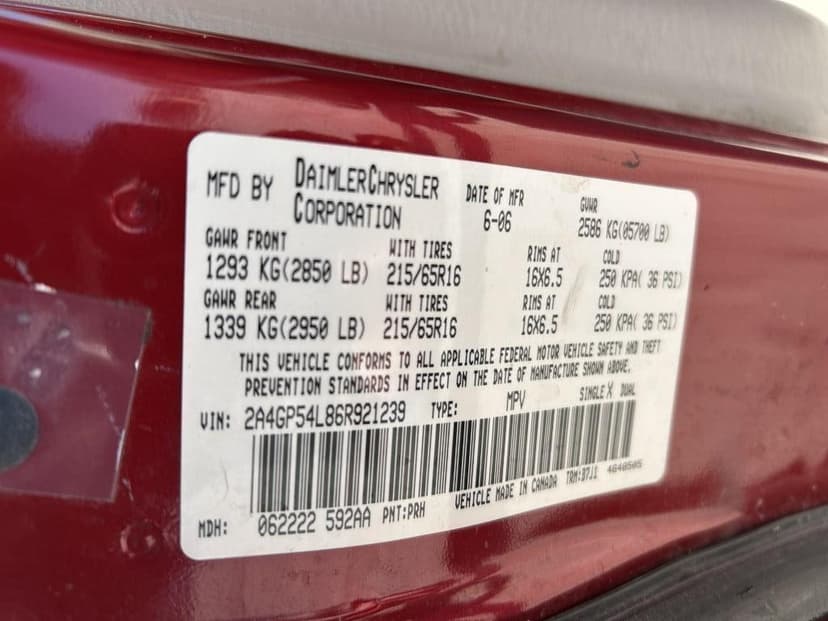 MFD BY DAIMLERCHRYSLER CORPORATION DATE OF MFR 6-06 GVWR 2586 KG(05700 LB)
GAWR FRONT WITH TIRES RIMS AT COLD
1293 KG(2850 LB) 215/65R16 16X6.5 250 KPA( 36 PSI)
GAWR REAR WITH TIRES RIMS AT COLD
1339 KG(2950 LB) 215/65R16 16X6.5 250 KPA( 36 PSI)
THIS VEHICLE CONFORMS TO ALL APPLICABLE FEDERAL MOTOR VEHICLE SAFETY AND THEFT
PREVENTION STANDARDS IN EFFECT ON THE DATE OF MANUFACTURE SHOWN ABOVE.
VIN: 2A4GP54L86R921239 TYPE: MPV SINGLE X DUAL
MDH: 062222 592AA PNT:PRH VEHICLE MADE IN CANADA TRM:B7J1 4640505